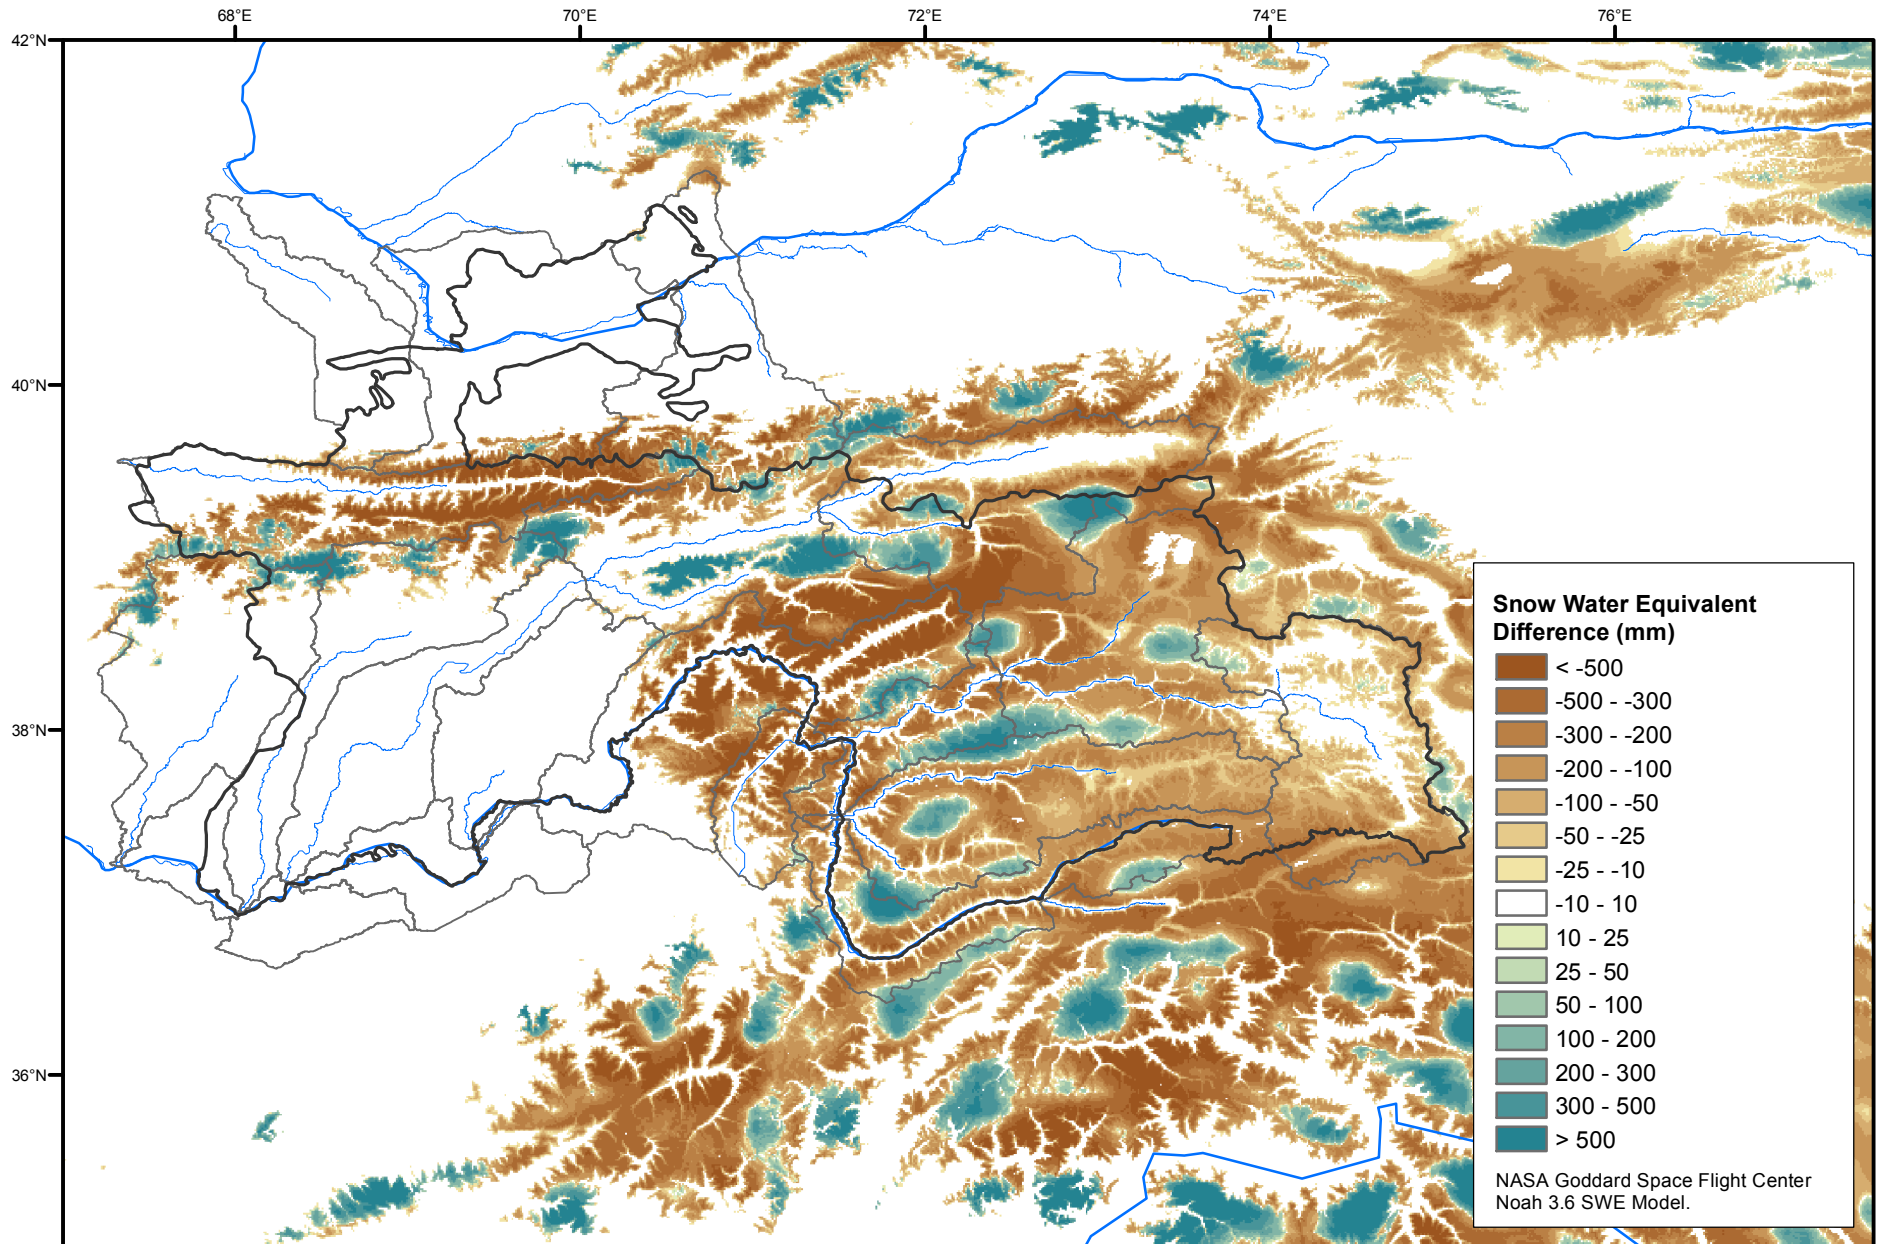 68°E 70°E 72°E 74°E 76°E
42°N
40°N
38°N
36°N
Snow Water Equivalent
Difference (mm)
< -500
-500 - -300
-300 - -200
-200 - -100
-100 - -50
-50 - -25
-25 - -10
-10 - 10
10 - 25
25 - 50
50 - 100
100 - 200
200 - 300
300 - 500
> 500
NASA Goddard Space Flight Center
Noah 3.6 SWE Model.